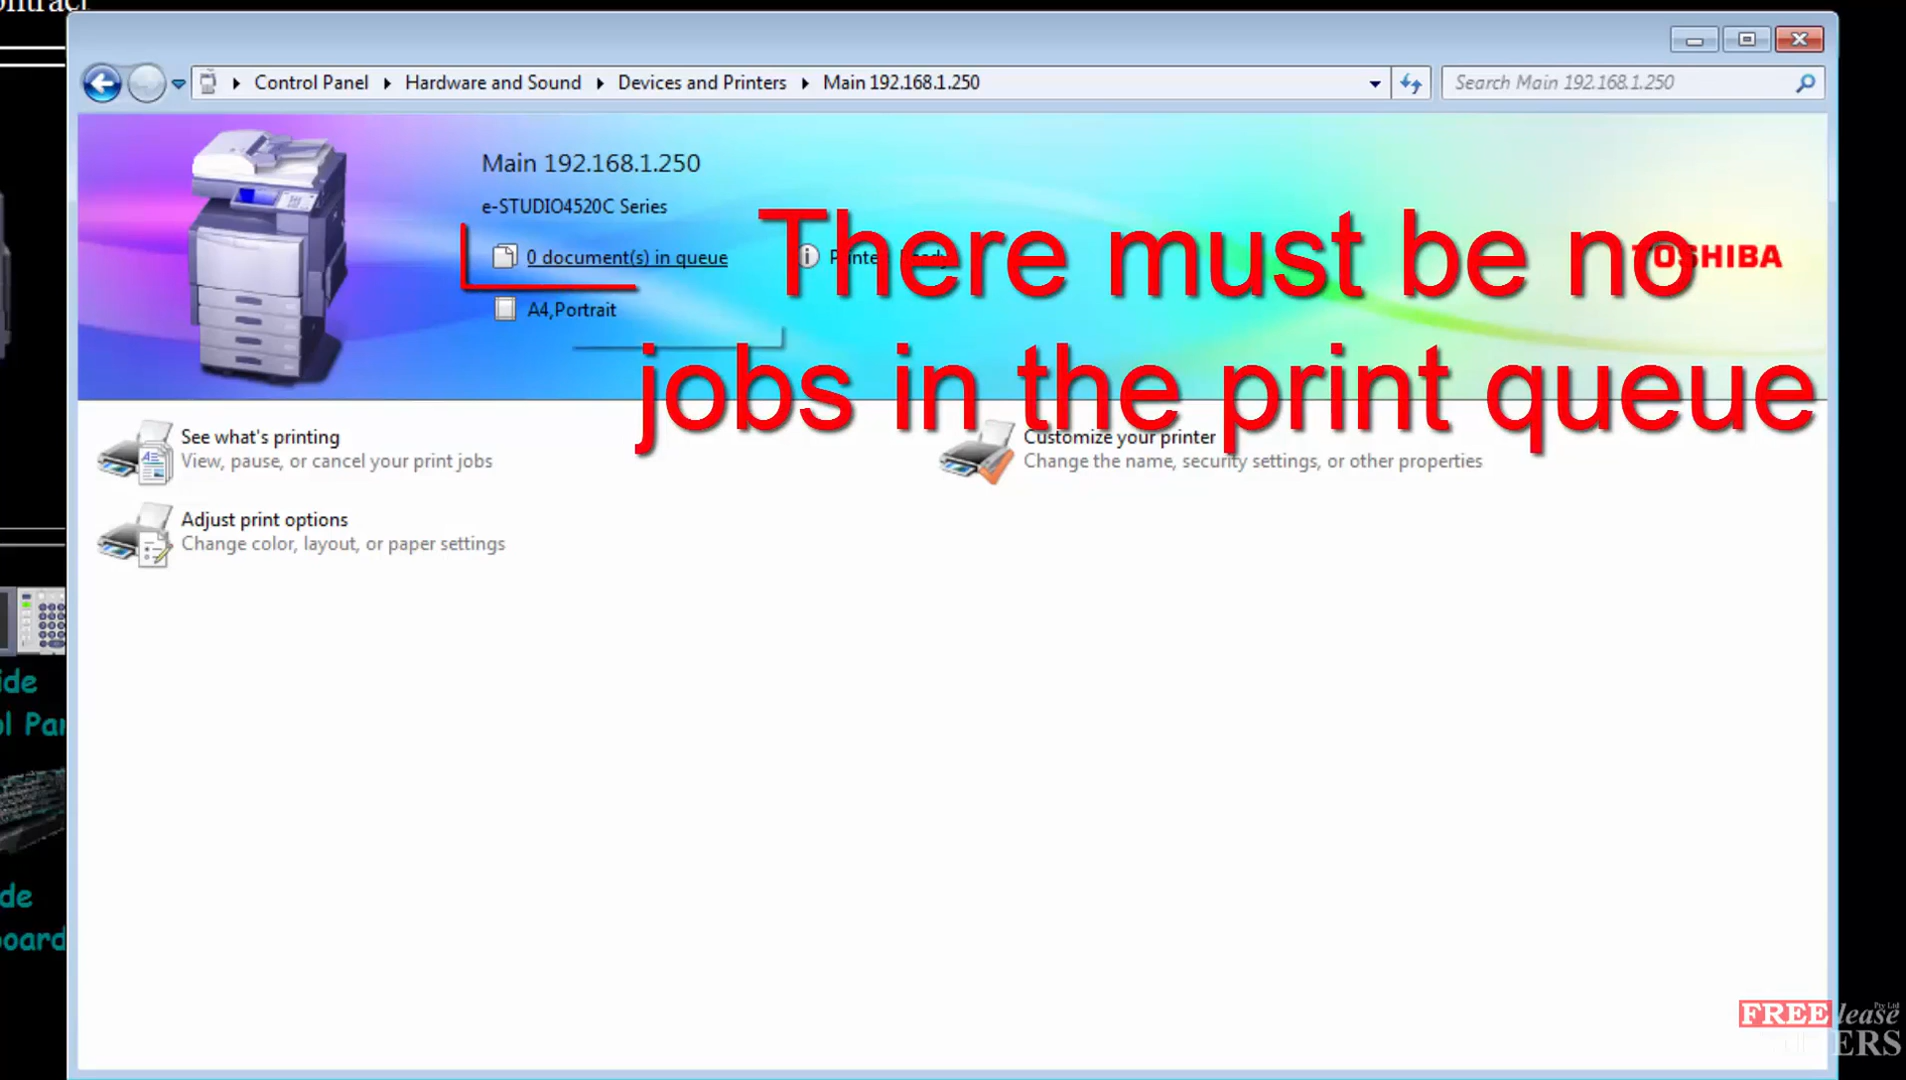 Control Panel
Hardware and Sound
Devices and Printers
Main 192.168.1.250
Search Main 192.168.1.250
Main 192.168.1.250
e-STUDIO4520C Series
0 document(s) in queue
There must be no
TOSHIBA
A4,Portrait
jobs in the print queue
See what's printing
View, pause, or cancel your print jobs
Customize your printer
Change the name, security settings, or other properties
Adjust print options
Change color, layout, or paper settings
FREE lease
Pty Ltd